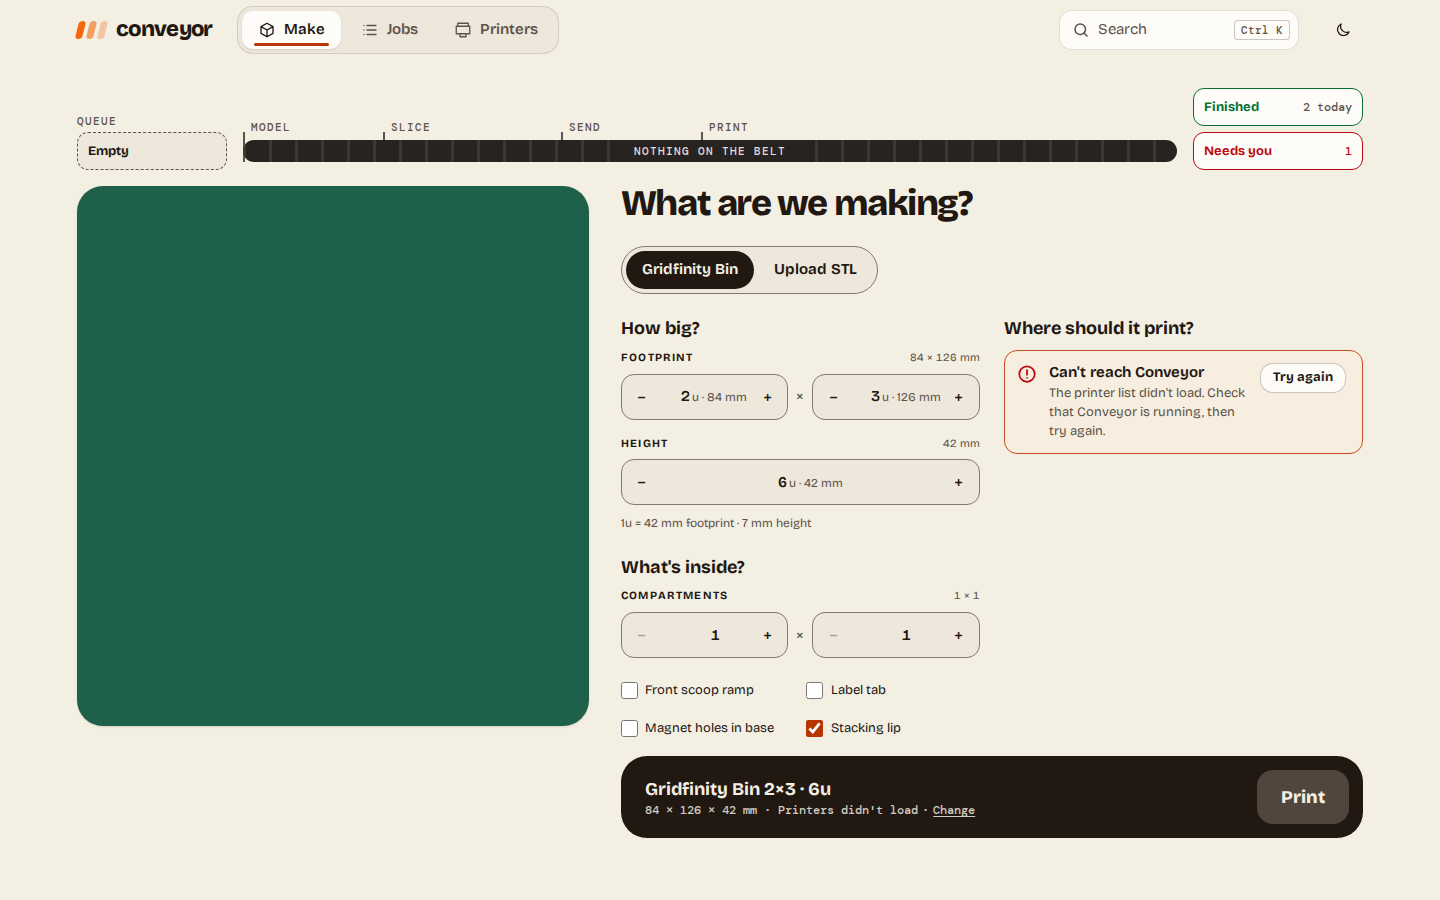 conveyor
Make
Jobs
Printers
Search
Ctrl K
QUEUE
Empty
MODEL
SLICE
SEND
PRINT
NOTHING ON THE BELT
Finished 2 today
Needs you 1
What are we making?
Gridfinity Bin
Upload STL
How big?
FOOTPRINT 84 × 126 mm
− 2 u · 84 mm + × − 3 u · 126 mm +
HEIGHT 42 mm
− 6 u · 42 mm +
1u = 42 mm footprint · 7 mm height
What's inside?
COMPARTMENTS 1 × 1
− 1 + × − 1 +
Front scoop ramp
Label tab
Magnet holes in base
Stacking lip
Where should it print?
Can't reach Conveyor
The printer list didn't load. Check
that Conveyor is running, then
try again.
Try again
Gridfinity Bin 2×3 · 6u
84 × 126 × 42 mm · Printers didn't load · Change
Print